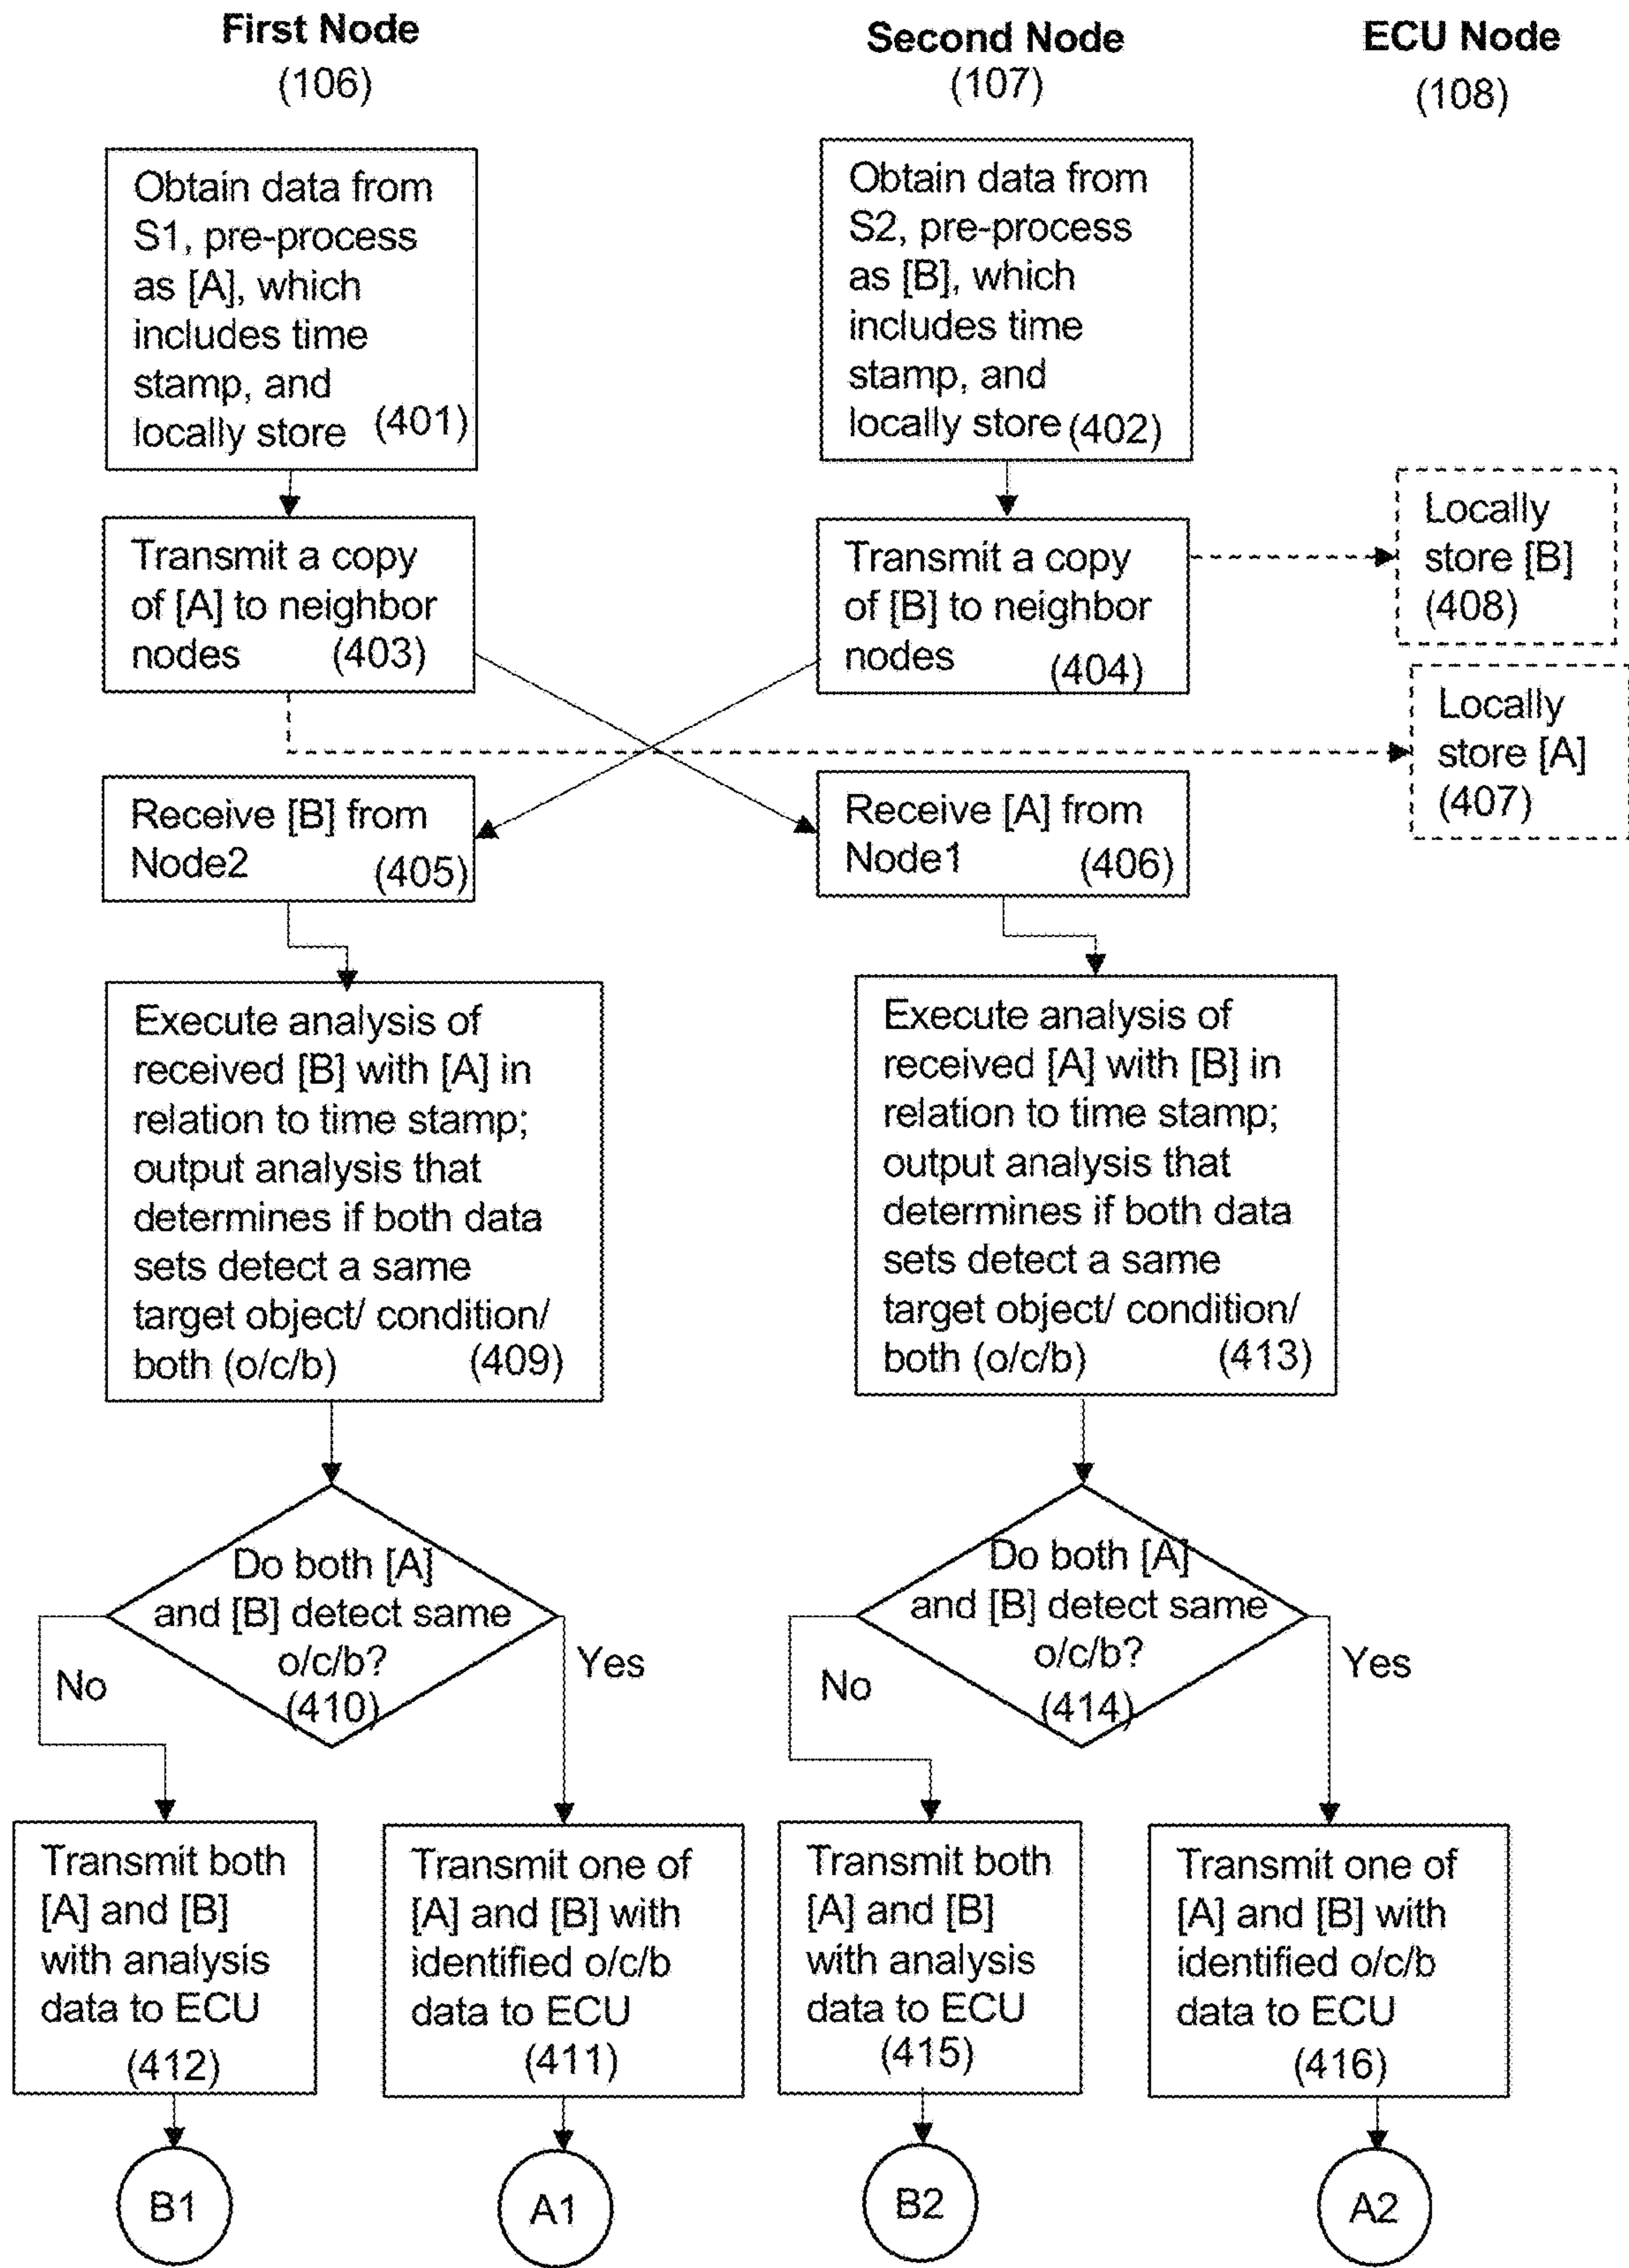 First Node
(106)
Second Node
(107)
ECU Node
(108)
Obtain data from
S1, pre-process
as [A], which
includes time
stamp, and
locally store (401)
Obtain data from
S2, pre-process
as [B], which
includes time
stamp, and
locally store (402)
Transmit a copy
of [A] to neighbor
nodes (403)
Transmit a copy
of [B] to neighbor
nodes (404)
Locally
store [B]
(408)
Locally
store [A]
(407)
Receive [B] from
Node2 (405)
Receive [A] from
Node1 (406)
Execute analysis of
received [B] with [A] in
relation to time stamp;
output analysis that
determines if both data
sets detect a same
target object/ condition/
both (o/c/b) (409)
Execute analysis of
received [A] with [B] in
relation to time stamp;
output analysis that
determines if both data
sets detect a same
target object/ condition/
both (o/c/b) (413)
Do both [A]
and [B] detect same
o/c/b?
(410)
No
Yes
Do both [A]
and [B] detect same
o/c/b?
(414)
No
Yes
Transmit both
[A] and [B]
with analysis
data to ECU
(412)
Transmit one of
[A] and [B] with
identified o/c/b
data to ECU
(411)
Transmit both
[A] and [B]
with analysis
data to ECU
(415)
Transmit one of
[A] and [B] with
identified o/c/b
data to ECU
(416)
B1
A1
B2
A2